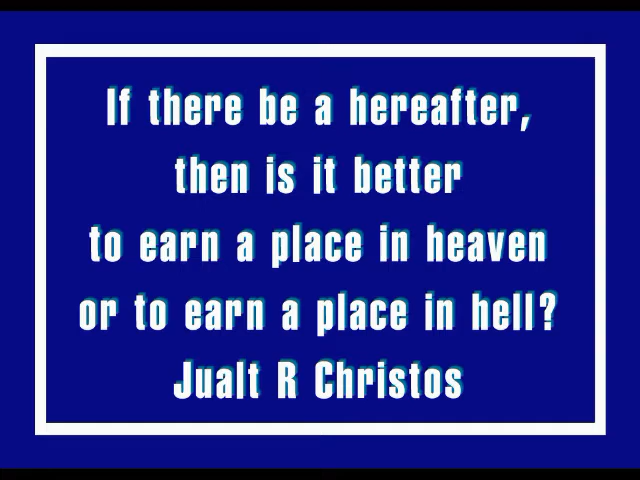 If there be a hereafter,
then is it better
to earn a place in heaven
or to earn a place in hell?
Jualt R Christos